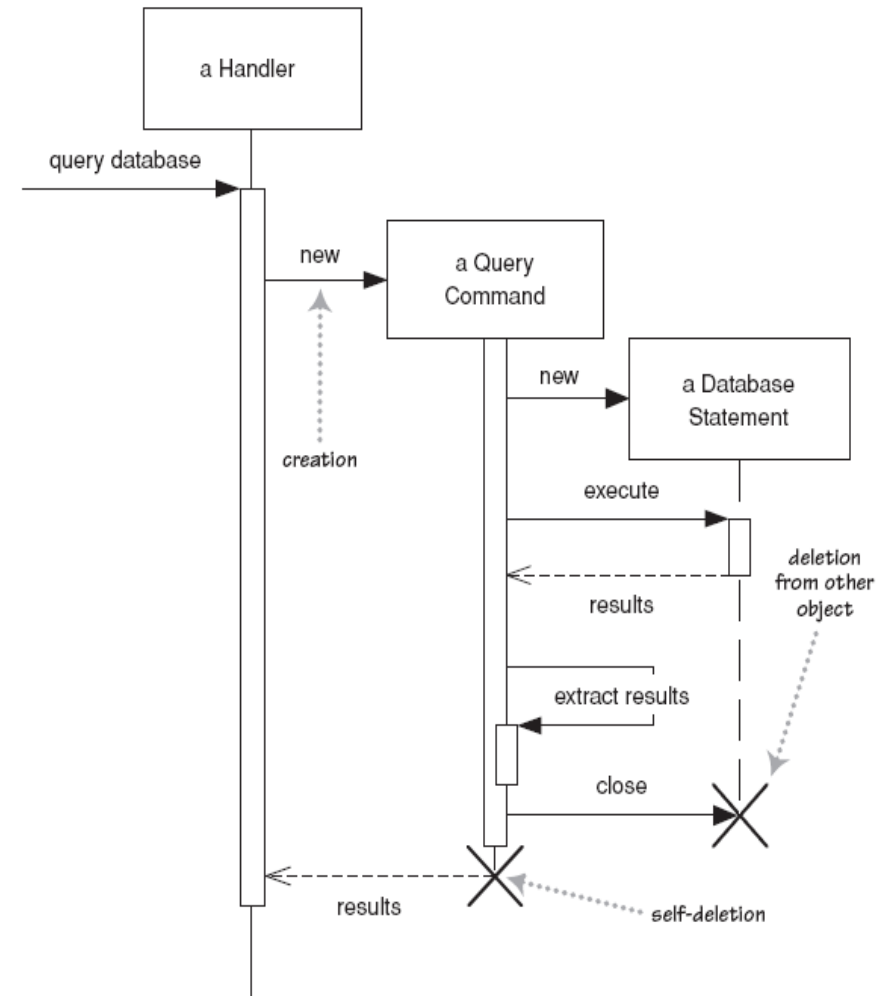 a Handler
query database
new
a Query
Command
new
a Database
Statement
creation
execute
deletion
from other
object
results
extract results
close
results
self-deletion